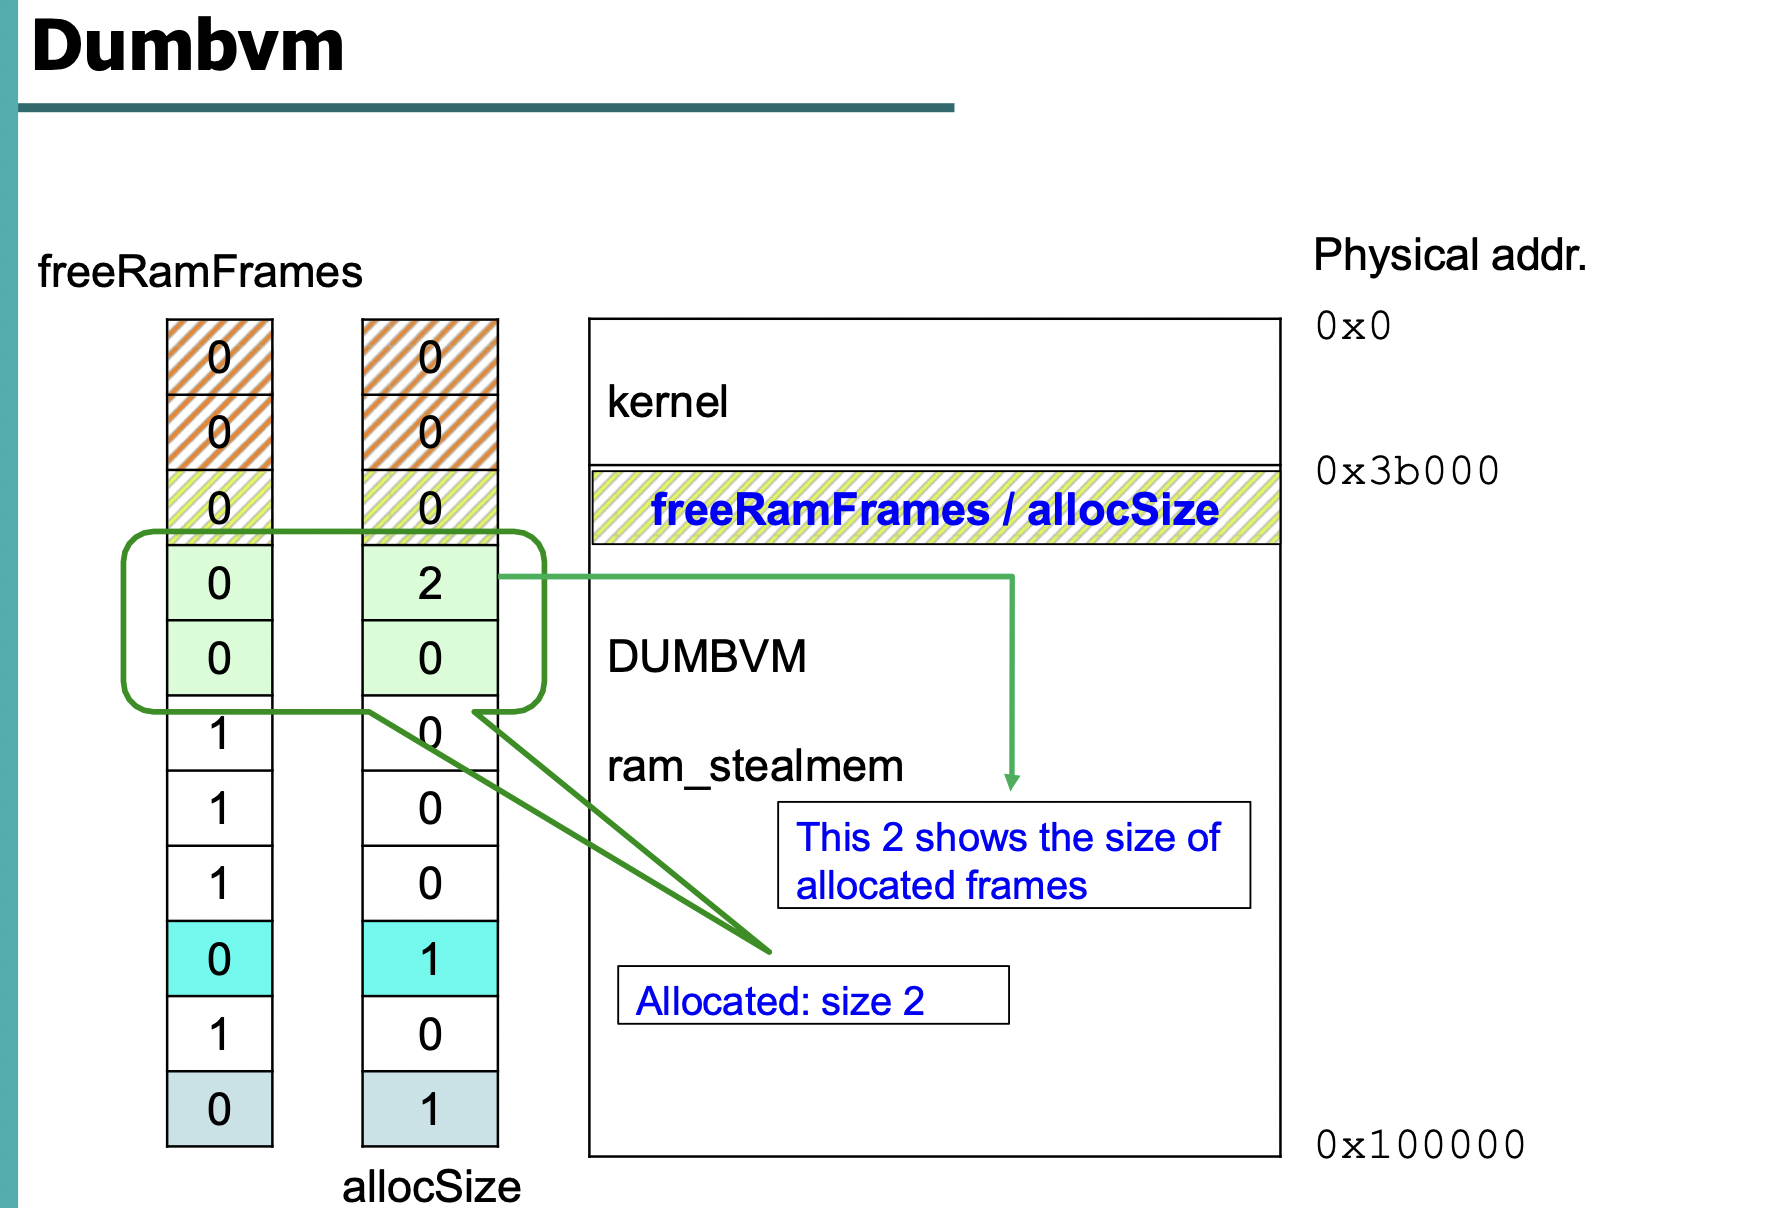 Dumbvm
freeRamFrames
Physical addr.
0 0
0x0
0 0
kernel
0x3b000
0 0
freeRamFrames / allocSize
0 2
0 0
DUMBVM
1 0
ram_stealmem
1 0
This 2 shows the size of
allocated frames
1 0
0 1
Allocated: size 2
1 0
0 1
0x100000
allocSize